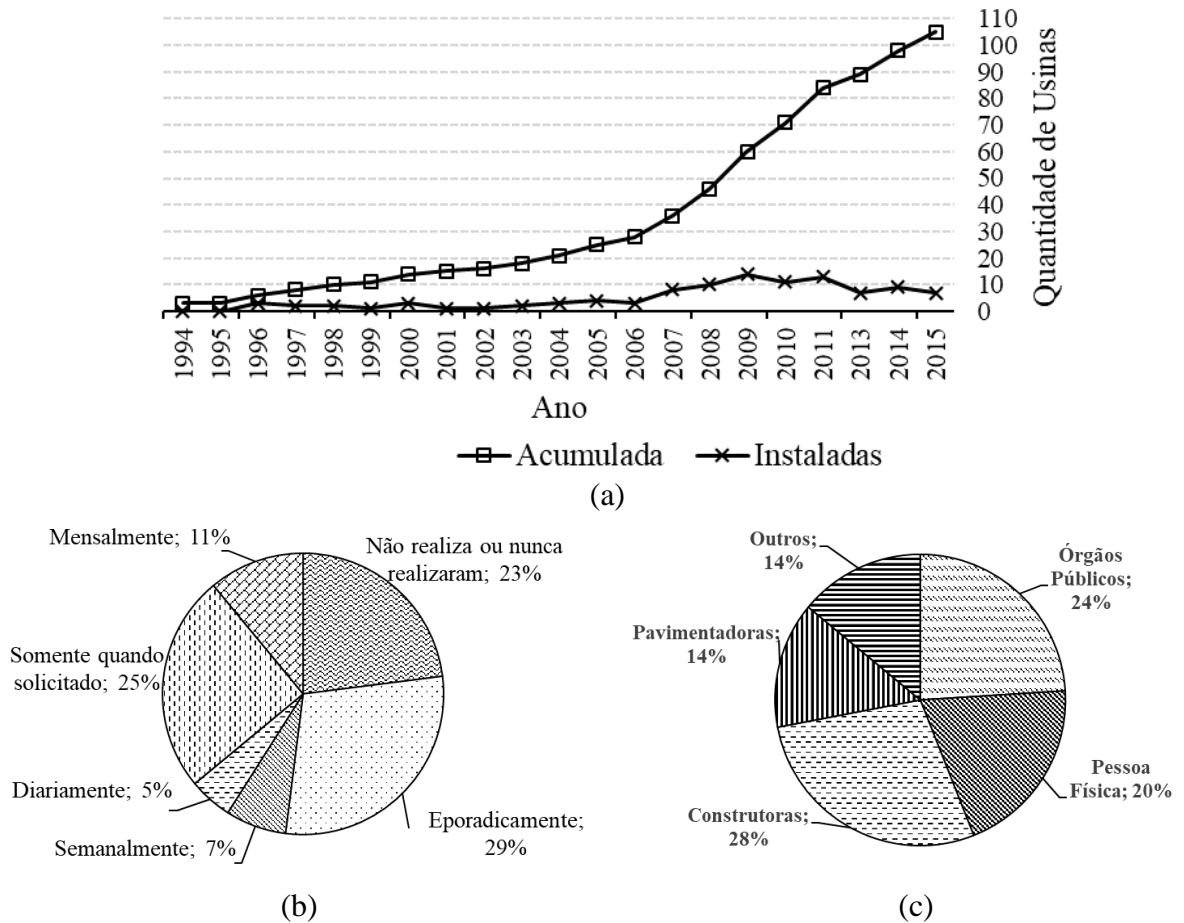 110
100
90
80
70
60
50
40
30
20
10
0
Quantidade de Usinas
1994
1995
1996
1997
1998
1999
2000
2001
2002
2003
2004
2005
2006
2007
2008
2009
2010
2011
2013
2014
2015
Ano
Acumulada
Instaladas
(a)
Mensalmente; 11%
Não realiza ou nunca
realizaram; 23%
Somente quando
solicitado; 25%
Diariamente; 5%
Semanalmente; 7%
Eporadicamente;
29%
(b)
Outros;
14%
Órgãos
Públicos;
24%
Pavimentadoras;
14%
Construtoras;
28%
Pessoa
Física; 20%
(c)